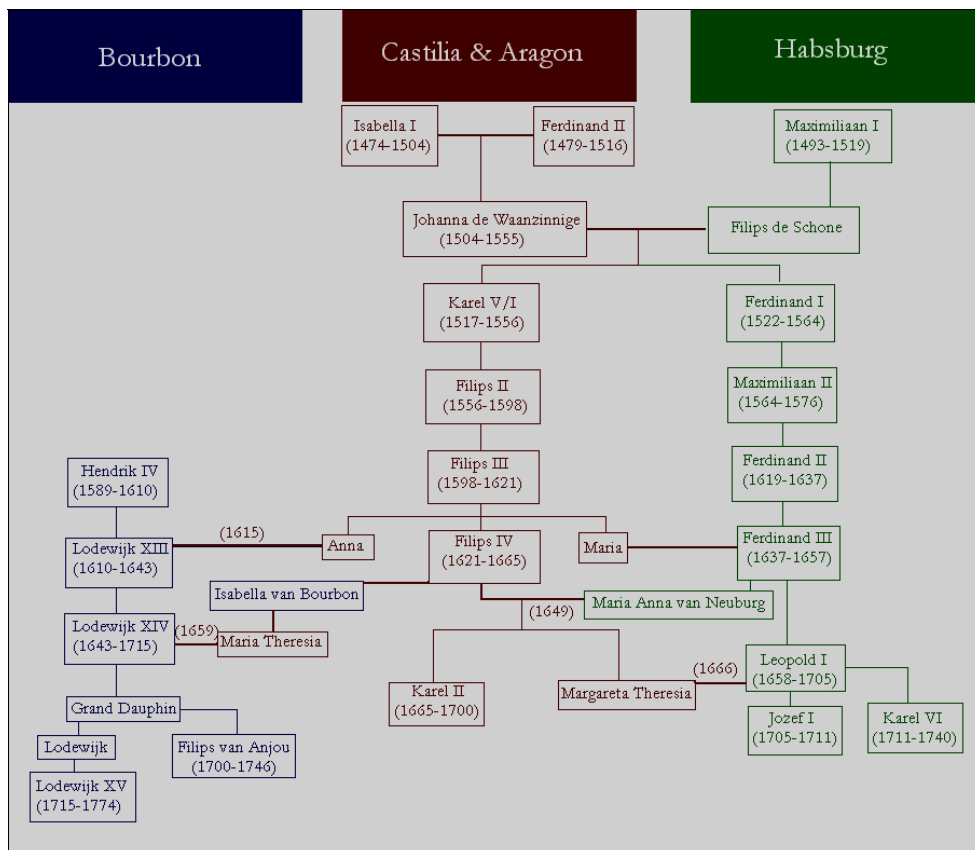 Bourbon
Castilia & Aragon
Habsburg
Isabella I
(1474-1504)
Ferdinand II
(1479-1516)
Maximiliaan I
(1493-1519)
Johanna de Waanzinnige
(1504-1555)
Filips de Schone
Karel V/I
(1517-1556)
Ferdinand I
(1522-1564)
Filips II
(1556-1598)
Maximiliaan II
(1564-1576)
Hendrik IV
(1589-1610)
Filips III
(1598-1621)
Ferdinand II
(1619-1637)
Lodewijk XIII
(1610-1643)
(1615)
Anna
Filips IV
(1621-1665)
Maria
Ferdinand III
(1637-1657)
Isabella van Bourbon
(1649)
Maria Anna van Neuburg
Lodewijk XIV
(1643-1715)
(1659)
Maria Theresia
Karel II
(1665-1700)
Margareta Theresia
(1666)
Leopold I
(1658-1705)
Grand Dauphin
Jozef I
(1705-1711)
Karel VI
(1711-1740)
Lodewijk
Filips van Anjou
(1700-1746)
Lodewijk XV
(1715-1774)